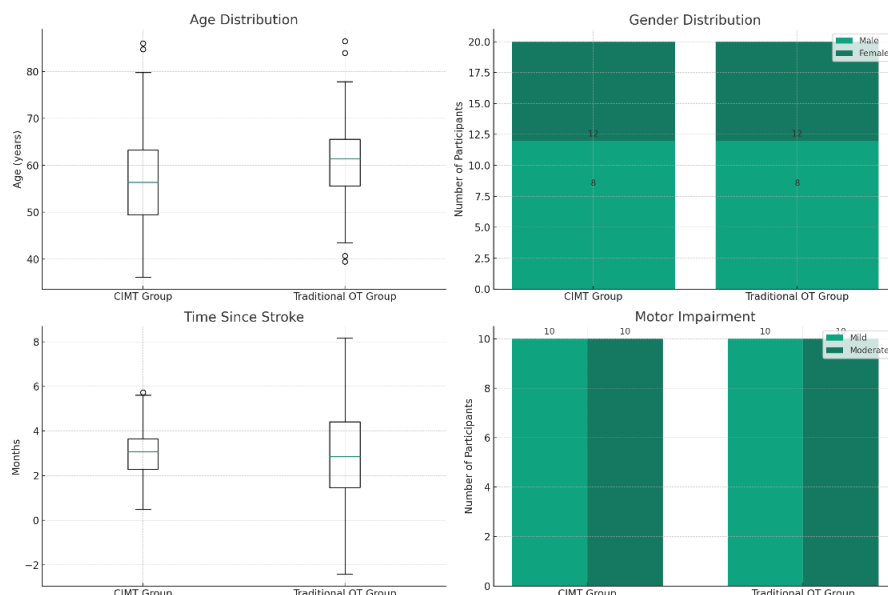 Age Distribution
Age (years)
80
70
60
50
40
CIMT Group
Traditional OT Group
Gender Distribution
Number of Participants
20.0
17.5
15.0
12.5
10.0
7.5
5.0
2.5
0.0
Male
Female
12
12
8
8
CIMT Group
Traditional OT Group
Time Since Stroke
Months
8
6
4
2
0
−2
CIMT Group
Traditional OT Group
Motor Impairment
Number of Participants
10
8
6
4
2
0
10
10
10
10
Mild
Moderate
CIMT Group
Traditional OT Group